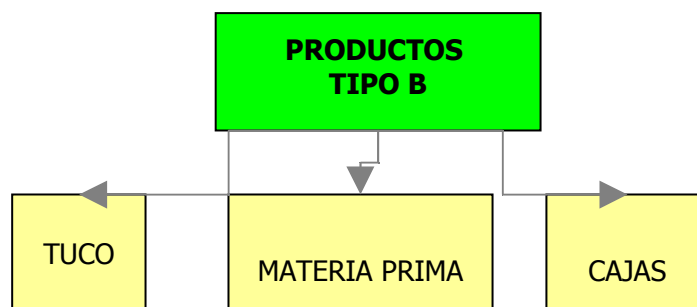 PRODUCTOS
TIPO B
TUCO
MATERIA PRIMA
CAJAS